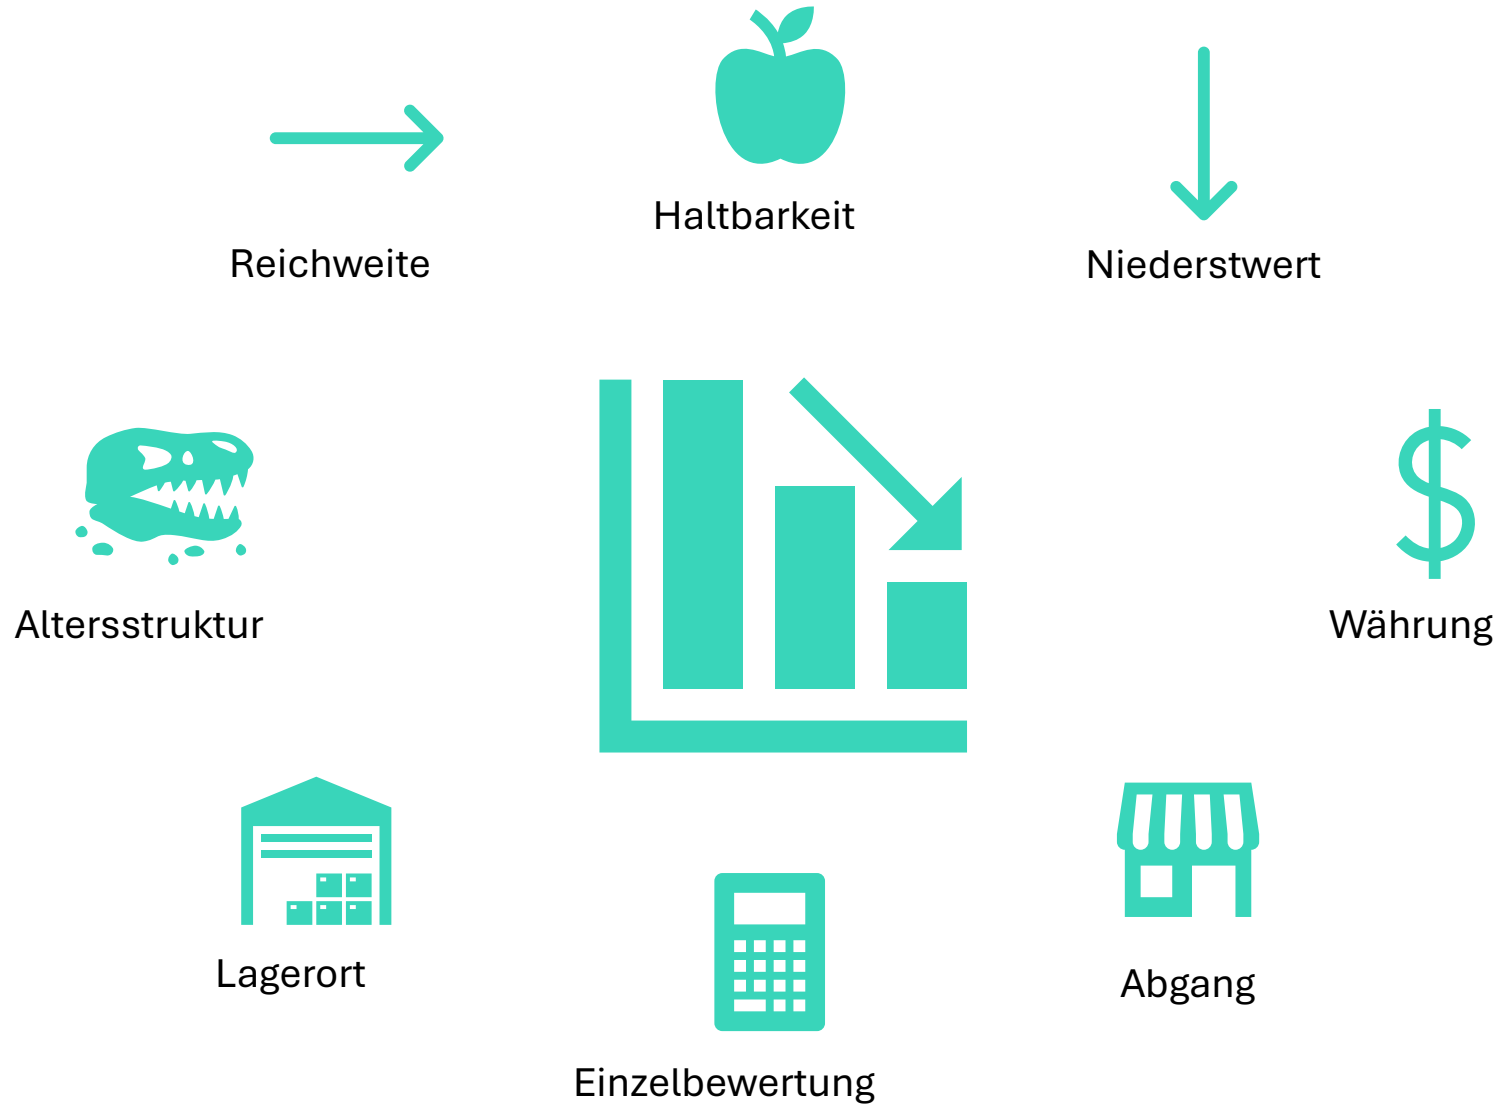 Haltbarkeit
Reichweite
Niederstwert
Altersstruktur
Währung
Lagerort
Abgang
Einzelbewertung